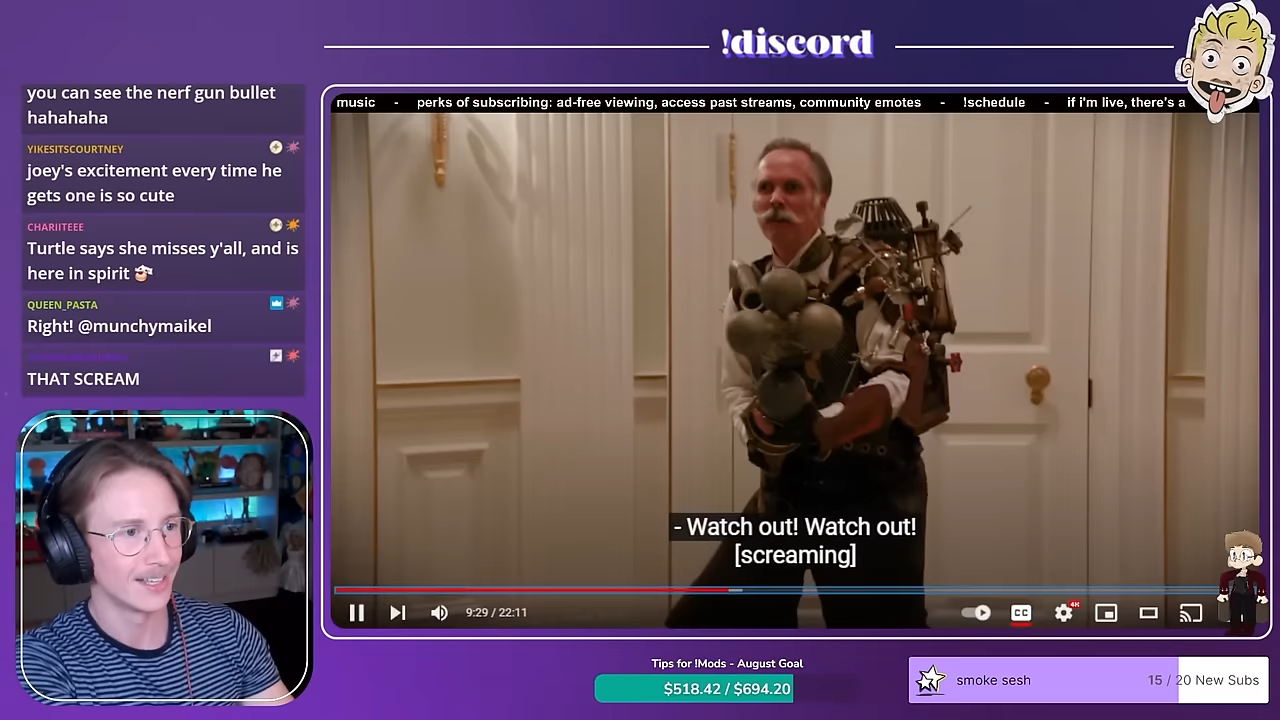 !discord
music - perks of subscribing: ad-free viewing, access past streams, community emotes - !schedule - if i'm live, there's a
you can see the nerf gun bullet
hahahaha
YIKESITSCOURTNEY
joey's excitement every time he
gets one is so cute
CHARIITEEE
Turtle says she misses y'all, and is
here in spirit
QUEEN_PASTA
Right! @munchymaikel
THAT SCREAM
- Watch out! Watch out!
[screaming]
9:29 / 22:11
CC
4K
Tips for !Mods - August Goal
$518.42 / $694.20
smoke sesh
15 / 20 New Subs